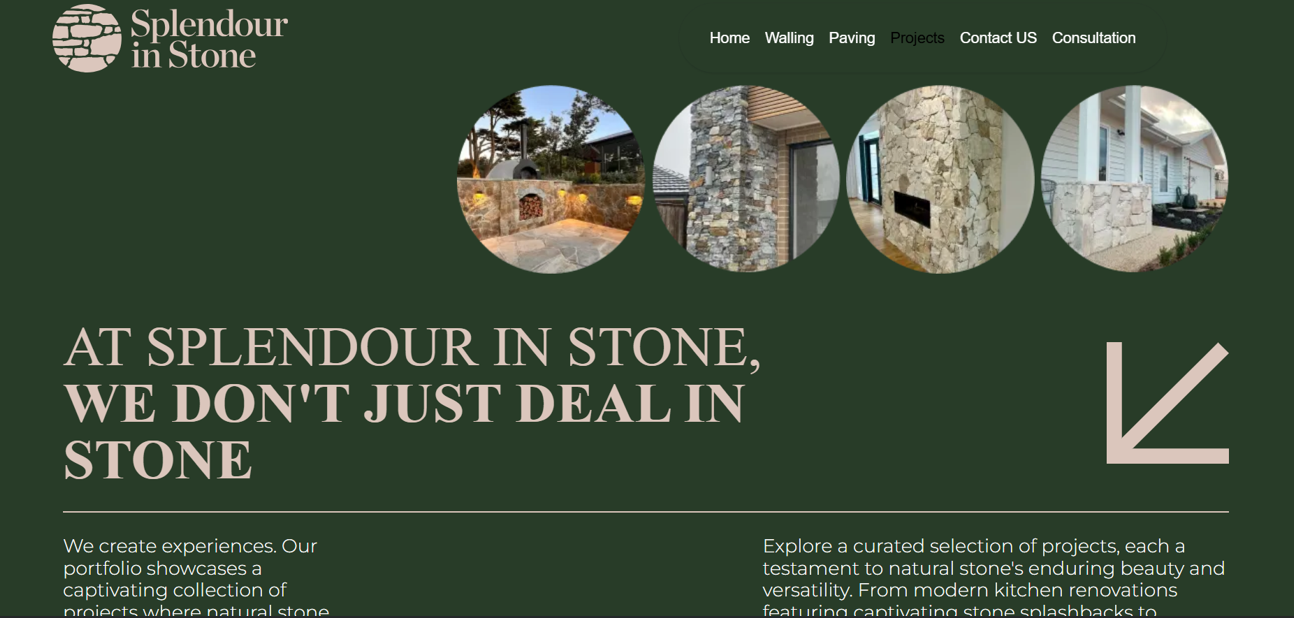 Splendour
in Stone
Home Walling Paving Projects Contact US Consultation
AT SPLENDOUR IN STONE,
WE DON'T JUST DEAL IN
STONE
We create experiences. Our
portfolio showcases a
captivating collection of
projects where natural stone
Explore a curated selection of projects, each a
testament to natural stone's enduring beauty and
versatility. From modern kitchen renovations
featuring captivating stone splashbacks to